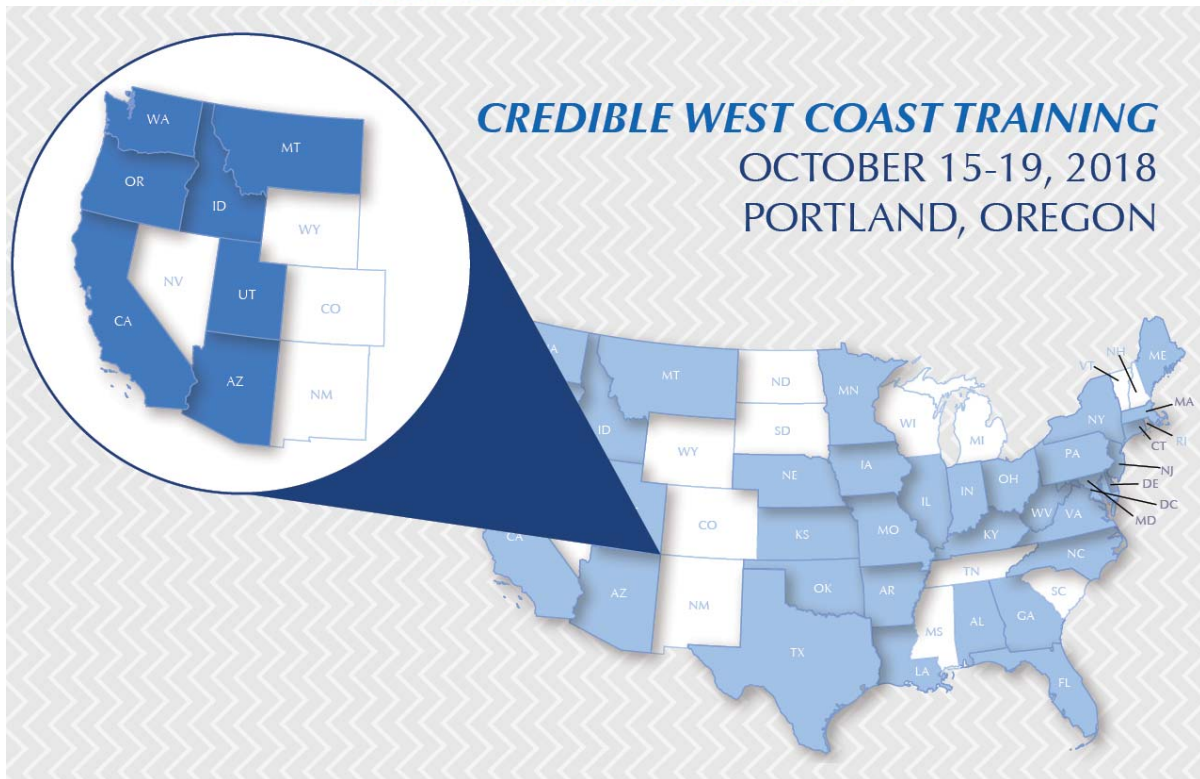 CREDIBLE WEST COAST TRAINING
OCTOBER 15-19, 2018
PORTLAND, OREGON
WA
MT
OR
ID
WY
NV
UT
CO
CA
AZ
NM
MT
ND
MN
ID
SD
WI
MI
VT
NH
ME
WY
NE
IA
NY
MA
RI
CT
PA
NJ
DE
DC
MD
CO
KS
MO
IL
IN
OH
WV
VA
KY
NC
CA
AZ
NM
OK
AR
TN
SC
TX
MS
AL
GA
LA
FL